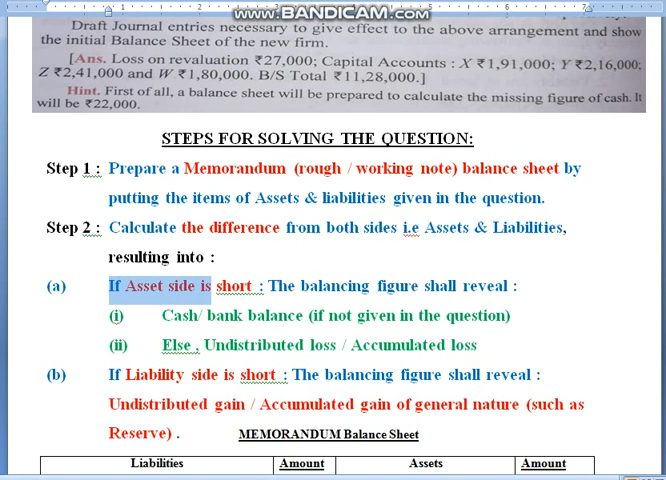 www.BANDICAM.com
1 2 3 4 5 6 7
Draft Journal entries necessary to give effect to the above arrangement and show
the initial Balance Sheet of the new firm.
[Ans. Loss on revaluation ₹27,000; Capital Accounts : X ₹1,91,000; Y ₹2,16,000;
Z ₹2,41,000 and W ₹1,80,000. B/S Total ₹11,28,000.]
Hint. First of all, a balance sheet will be prepared to calculate the missing figure of cash. It
will be ₹22,000.
STEPS FOR SOLVING THE QUESTION:
Step 1 : Prepare a Memorandum (rough / working note) balance sheet by
putting the items of Assets & liabilities given in the question.
Step 2 : Calculate the difference from both sides i.e Assets & Liabilities,
resulting into :
(a) If Asset side is short : The balancing figure shall reveal :
(i) Cash/ bank balance (if not given in the question)
(ii) Else , Undistributed loss / Accumulated loss
(b) If Liability side is short : The balancing figure shall reveal :
Undistributed gain / Accumulated gain of general nature (such as
Reserve) . MEMORANDUM Balance Sheet
Liabilities Amount Assets Amount